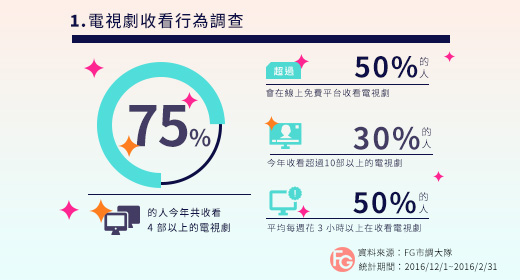 1.電視劇收看行為調查
75%
的人今年共收看
4 部以上的電視劇
超過 50% 的人
會在線上免費平台收看電視劇
30% 的人
今年收看超過10部以上的電視劇
50% 的人
平均每週花 3 小時以上在收看電視劇
FG
資料來源：FG市調大隊
統計期間：2016/12/1~2016/2/31